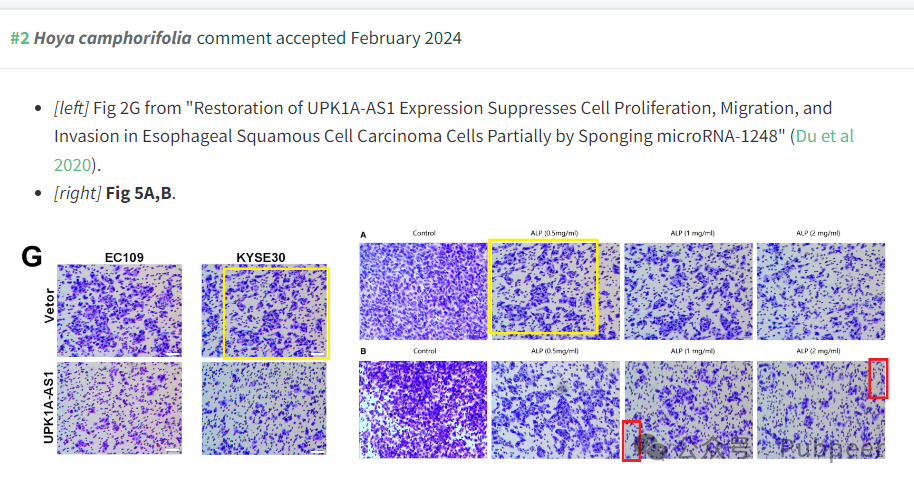 #2 Hoya camphorifolia comment accepted February 2024
• [left] Fig 2G from "Restoration of UPK1A-AS1 Expression Suppresses Cell Proliferation, Migration, and
Invasion in Esophageal Squamous Cell Carcinoma Cells Partially by Sponging microRNA-1248" (Du et al
2020).
• [right] Fig 5A,B.
G
EC109 KYSE30
Vetor
UPK1A-AS1
A
Control ALP (0.5mg/ml) ALP (1 mg/ml) ALP (2 mg/ml)
B
Control ALP (0.5mg/ml) ALP (1 mg/ml) ALP (2 mg/ml)
公众号 · Pubpeer